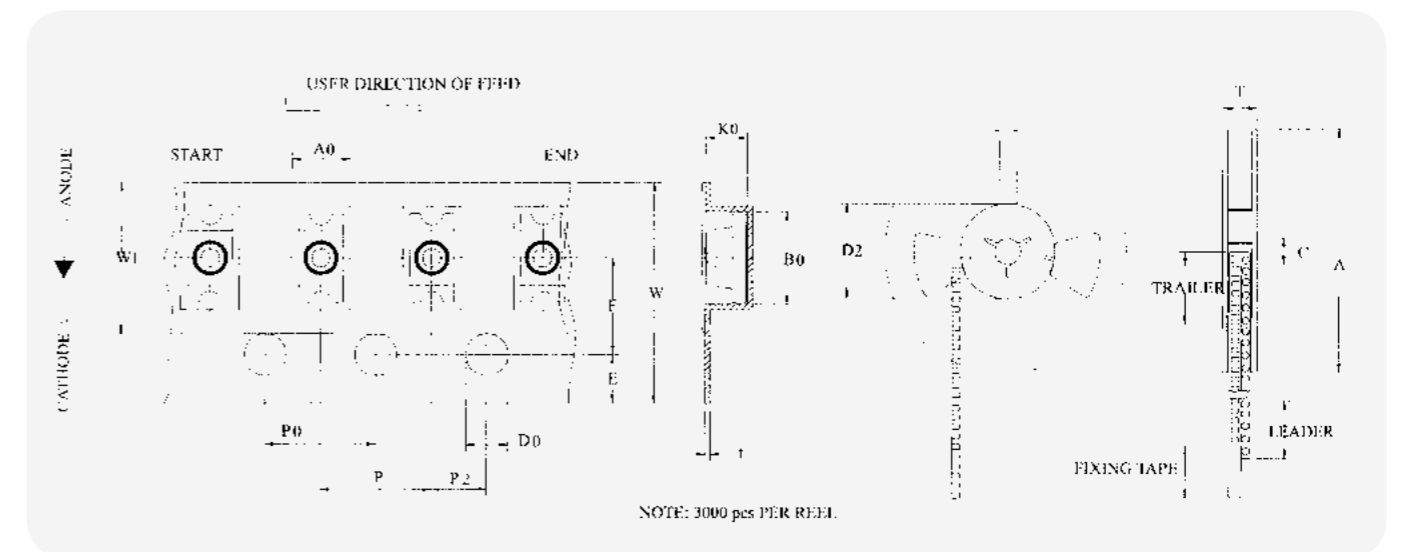 USER DIRECTION OF FEED
START
A0
END
K0
T
ANODE
W1
CATHODE
L
W
F
E
B0
D2
C
A
TRAILER
P0
D0
P
P2
t
LEADER
FIXING TAPE
NOTE: 3000 pcs PER REEL